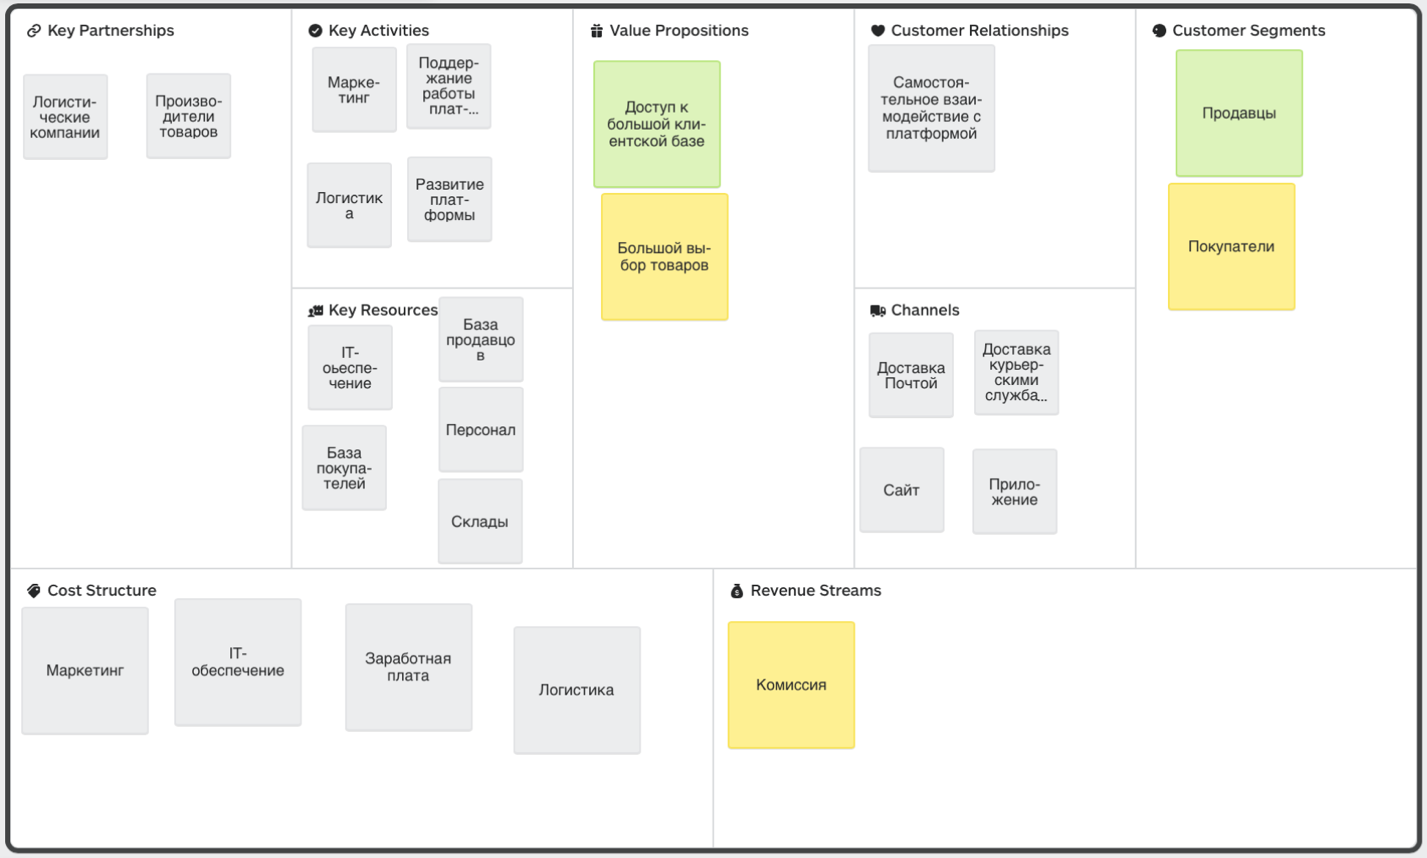 Key Partnerships
Логисти-
ческие
компании
Произво-
дители
товаров
Key Activities
Марке-
тинг
Поддер-
жание
работы
плат-...
Логистик
а
Развитие
плат-
формы
Key Resources
IT-
оьеспе-
чение
База
продавцо
в
Персонал
База
покупа-
телей
Склады
Value Propositions
Доступ к
большой кли-
ентской базе
Большой вы-
бор товаров
Customer Relationships
Самостоя-
тельное взаи-
модействие с
платформой
Channels
Доставка
Почтой
Доставка
курьер-
скими
служба...
Сайт
Прило-
жение
Customer Segments
Продавцы
Покупатели
Cost Structure
Маркетинг
IT-
обеспечение
Заработная
плата
Логистика
Revenue Streams
Комиссия